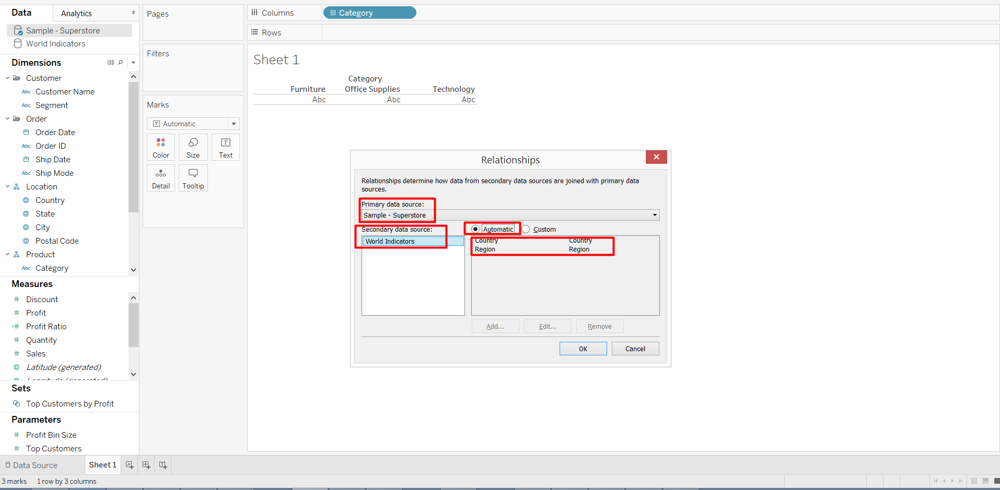 Data
Analytics
Sample - Superstore
World Indicators
Dimensions
Customer
Abc Customer Name
Abc Segment
Order
Order Date
Abc Order ID
Ship Date
Abc Ship Mode
Location
Country
State
City
Postal Code
Product
Abc Category
Measures
Discount
Profit
Profit Ratio
Quantity
Sales
Latitude (generated)
Longitude (generated)
Sets
Top Customers by Profit
Parameters
Profit Bin Size
Top Customers
Pages
Filters
Marks
Automatic
Color Size Text
Detail Tooltip
Columns
Category
Rows
Sheet 1
Category
Furniture Office Supplies Technology
Abc Abc Abc
Relationships
Relationships determine how data from secondary data sources are joined with primary data
sources.
Primary data source:
Sample - Superstore
Secondary data source:
Automatic Custom
World Indicators
Country Country
Region Region
Add... Edit... Remove
OK Cancel
Data Source
Sheet 1
3 marks 1 row by 3 columns